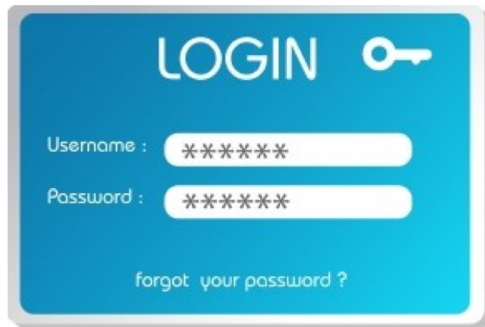 LOGIN
Username : ******
Password : ******
forgot your password ?